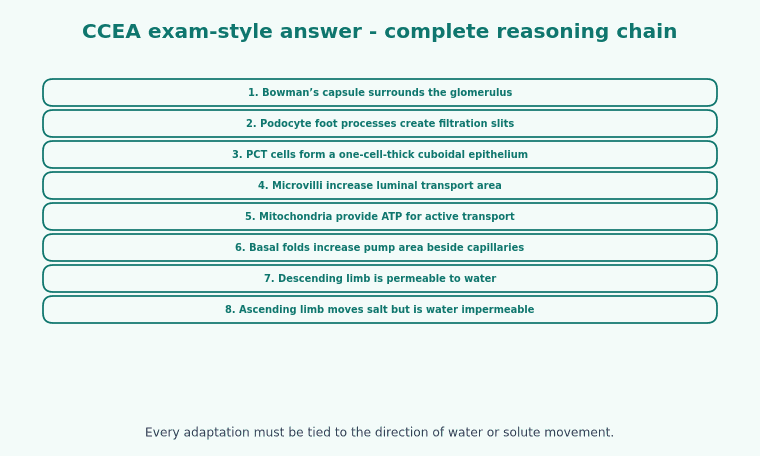 CCEA exam-style answer - complete reasoning chain
1. Bowman’s capsule surrounds the glomerulus
2. Podocyte foot processes create filtration slits
3. PCT cells form a one-cell-thick cuboidal epithelium
4. Microvilli increase luminal transport area
5. Mitochondria provide ATP for active transport
6. Basal folds increase pump area beside capillaries
7. Descending limb is permeable to water
8. Ascending limb moves salt but is water impermeable
Every adaptation must be tied to the direction of water or solute movement.